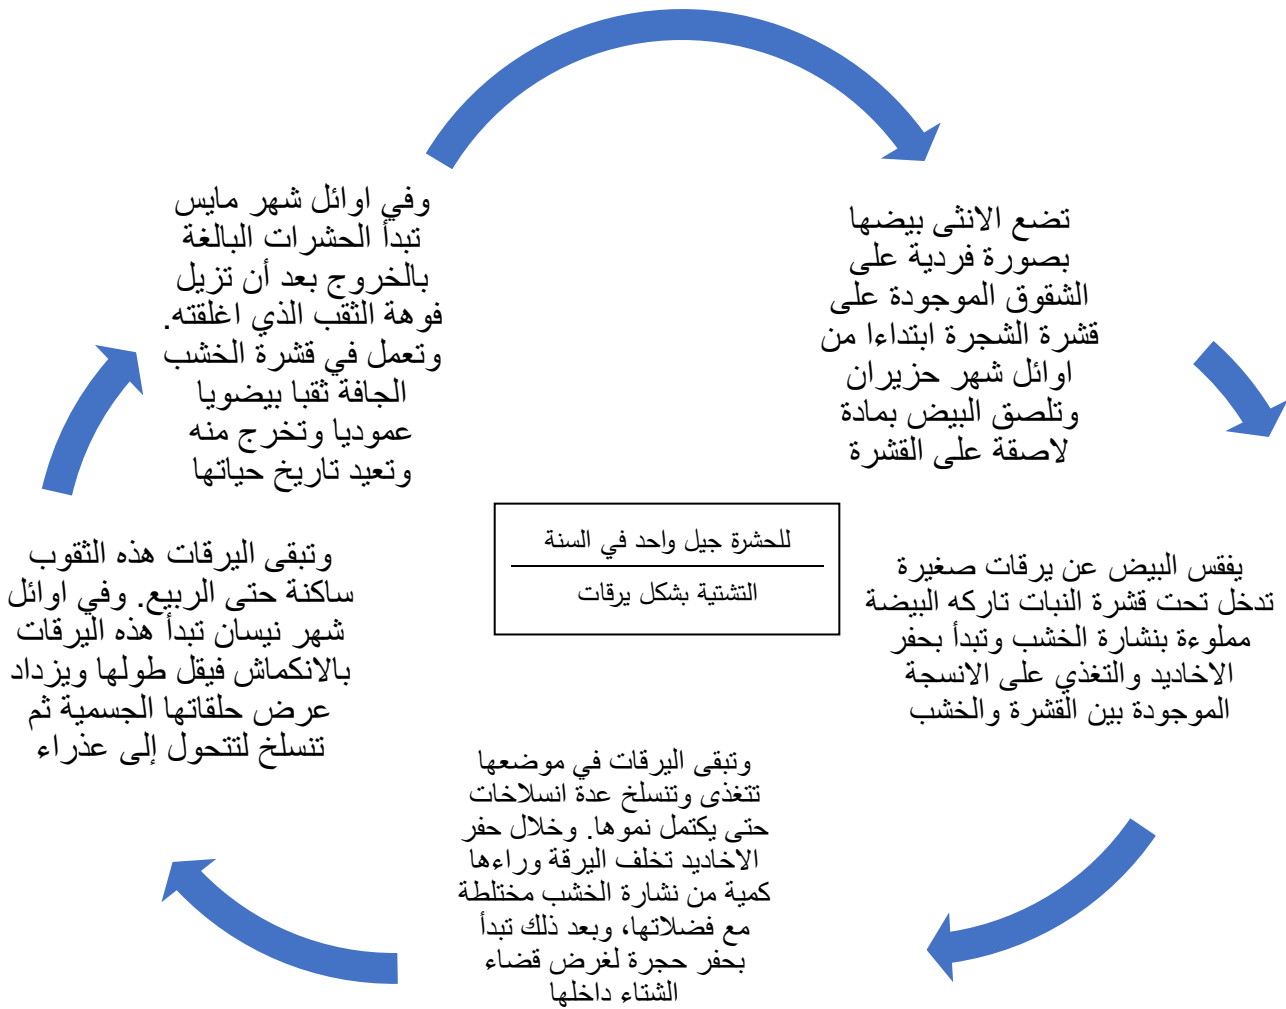 تضع الانثى بيضها
بصورة فردية على
الشقوق الموجودة على
قشرة الشجرة ابتداءا من
اوائل شهر حزيران
وتلصق البيض بمادة
لاصقة على القشرة
يفقس البيض عن يرقات صغيرة
تدخل تحت قشرة النبات تاركه البيضة
مملوءة بنشارة الخشب وتبدأ بحفر
الاخاديد والتغذي على الانسجة
الموجودة بين القشرة والخشب
وتبقى اليرقات في موضعها
تتغذى وتنسلخ عدة انسلاخات
حتى يكتمل نموها. وخلال حفر
الاخاديد تخلف اليرقة وراءها
كمية من نشارة الخشب مختلطة
مع فضلاتها، وبعد ذلك تبدأ
بحفر حجرة لغرض قضاء
الشتاء داخلها
وتبقى اليرقات هذه الثقوب
ساكنة حتى الربيع. وفي اوائل
شهر نيسان تبدأ هذه اليرقات
بالانكماش فيقل طولها ويزداد
عرض حلقاتها الجسمية ثم
تنسلخ لتتحول إلى عذراء
وفي اوائل شهر مايس
تبدأ الحشرات البالغة
بالخروج بعد أن تزيل
فوهة الثقب الذي اغلقته.
وتعمل في قشرة الخشب
الجافة ثقبا بيضويا
عموديا وتخرج منه
وتعيد تاريخ حياتها
للحشرة جيل واحد في السنة
التشتية بشكل يرقات